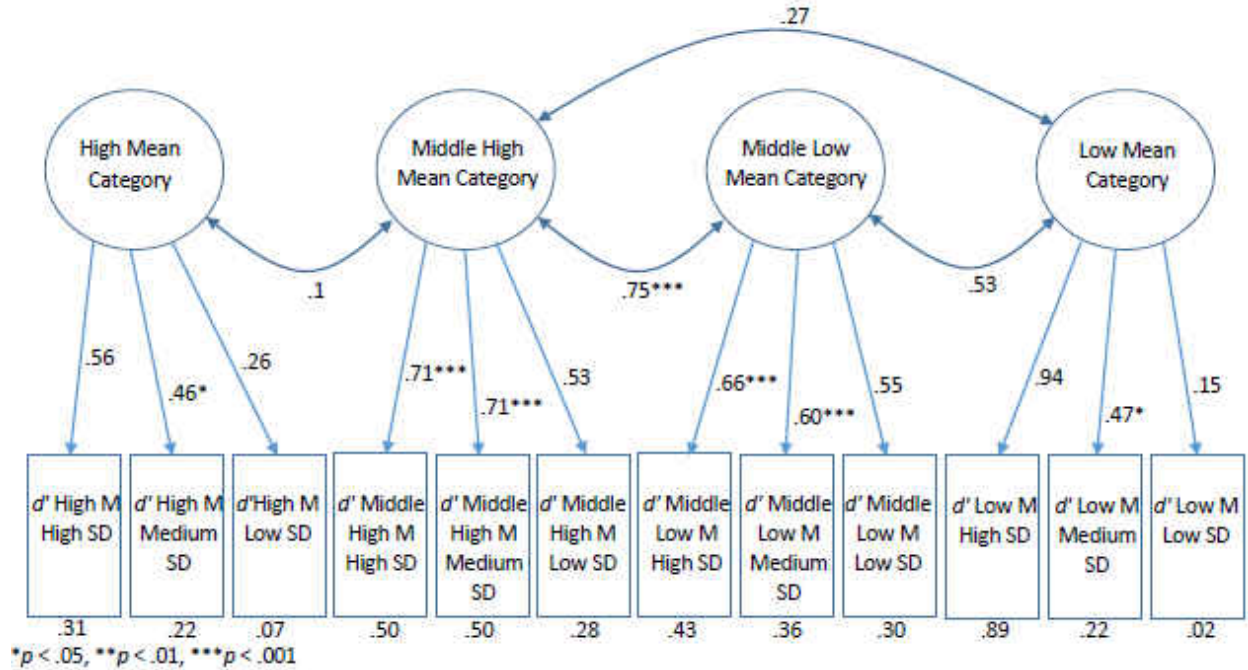 .27
High Mean
Category
Middle High
Mean Category
Middle Low
Mean Category
Low Mean
Category
.1
.75***
.53
.56
.46*
.26
.71***
.71***
.53
.66***
.60***
.55
.94
.47*
.15
d' High M
High SD
d' High M
Medium
SD
d'High M
Low SD
d' Middle
High M
High SD
d' Middle
High M
Medium
SD
d' Middle
High M
Low SD
d' Middle
Low M
High SD
d' Middle
Low M
Medium
SD
d' Middle
Low M
Low SD
d' Low M
High SD
d' Low M
Medium
SD
d' Low M
Low SD
.31 .22 .07 .50 .50 .28 .43 .36 .30 .89 .22 .02
*p < .05, **p < .01, ***p < .001